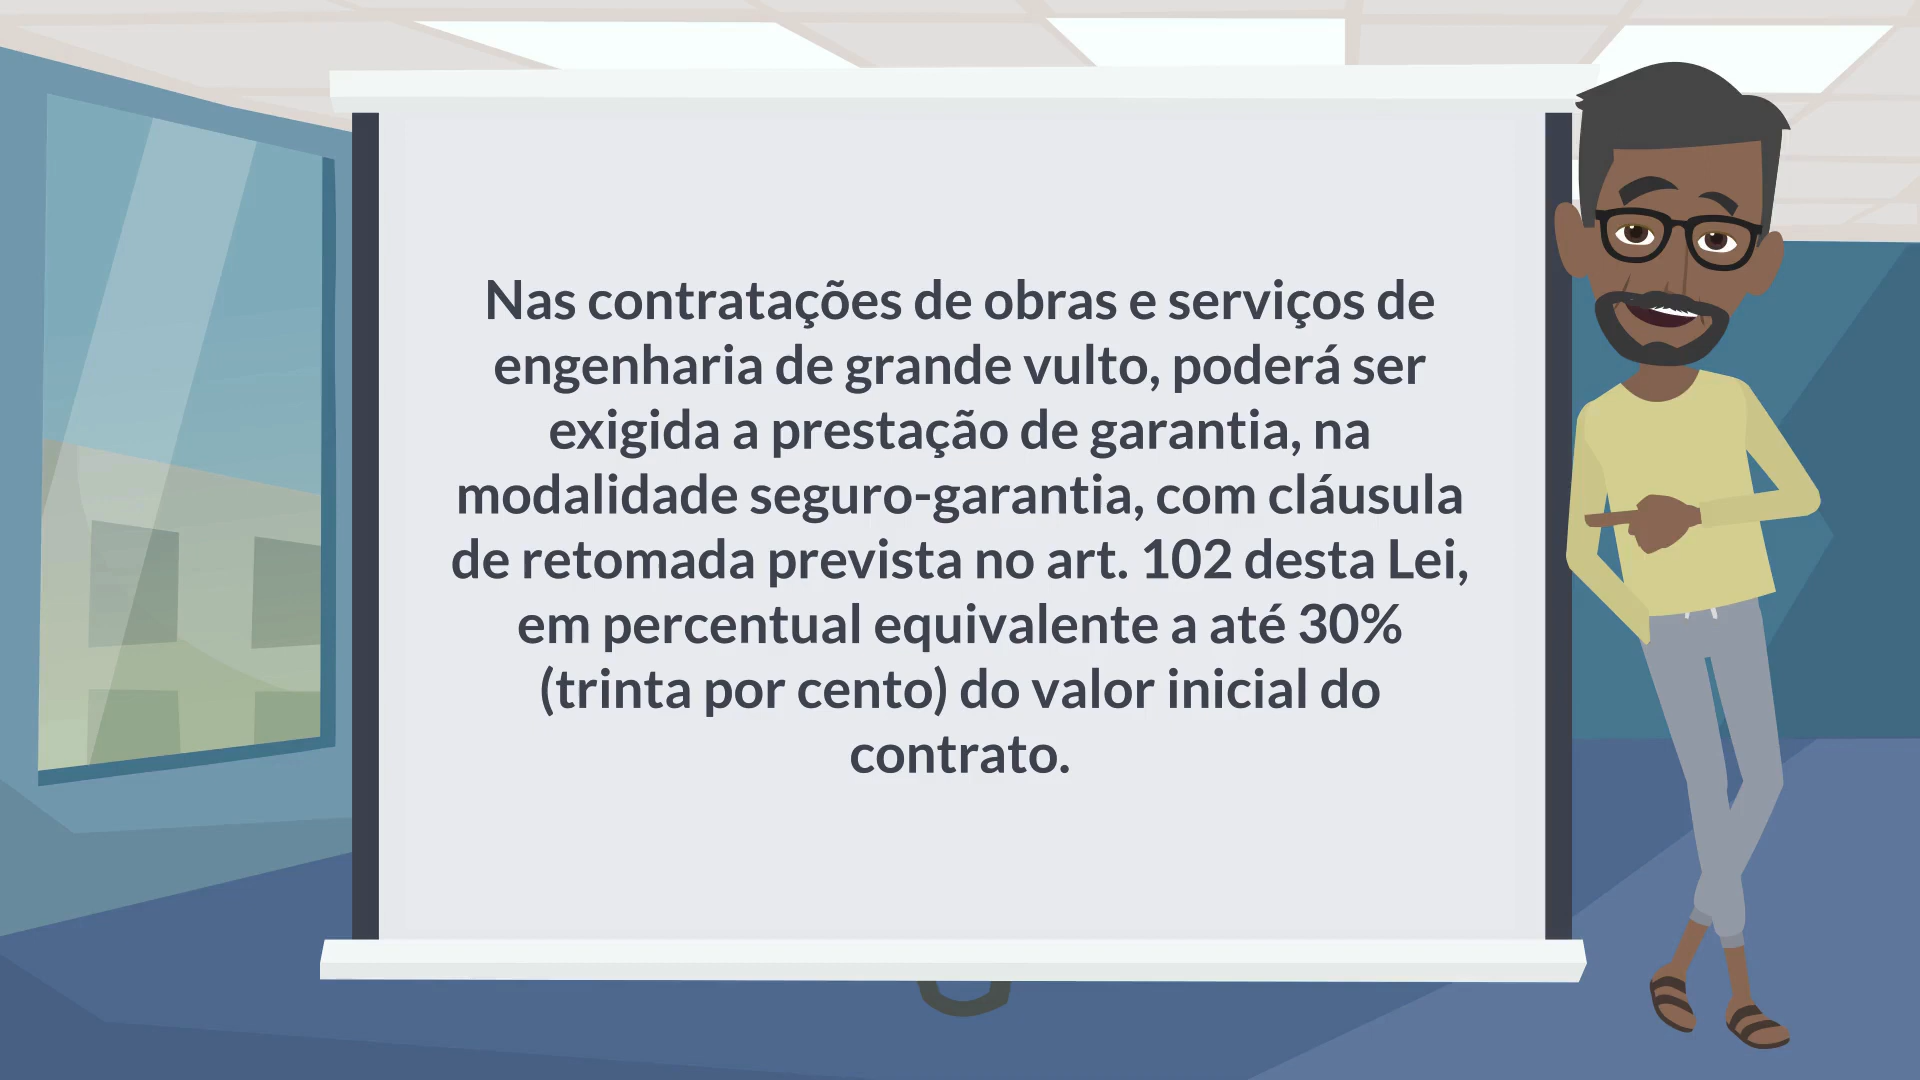 Nas contratações de obras e serviços de
engenharia de grande vulto, poderá ser
exigida a prestação de garantia, na
modalidade seguro-garantia, com cláusula
de retomada prevista no art. 102 desta Lei,
em percentual equivalente a até 30%
(trinta por cento) do valor inicial do
contrato.